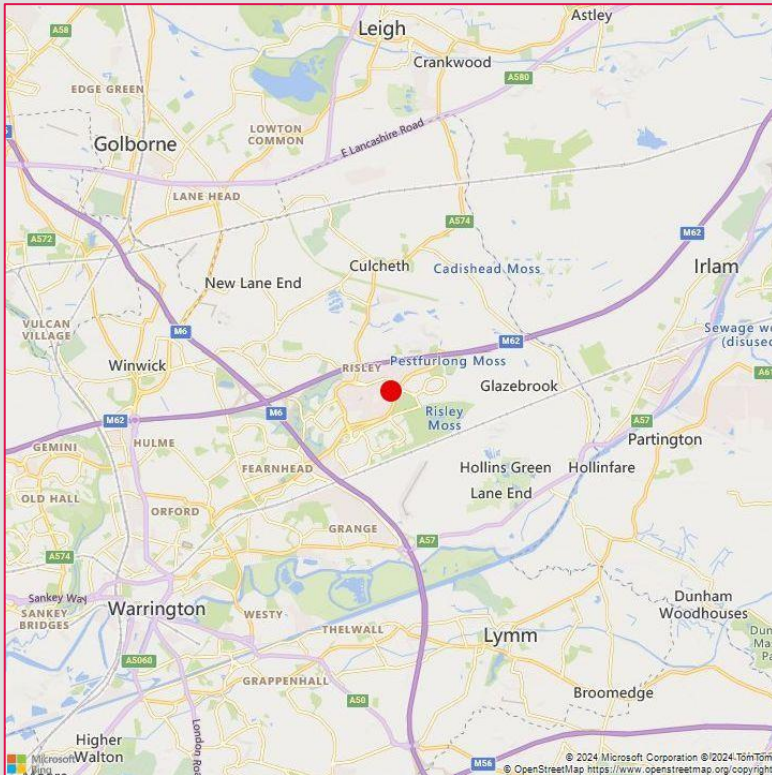 Astley
A58
Leigh
Crankwood
A580
EDGE GREEN
LOWTON
COMMON
E Lancashire Road
Golborne
LANE HEAD
A574
A572
M62
Culcheth
Cadishead Moss
Irlam
New Lane End
VULCAN
VILLAGE
M6
Sewage
(disused
M62
Winwick
RISLEY
Pestfurlong Moss
Glazebrook
M6
Risley
Moss
M62
A57
HULME
Partington
GEMINI
FEARNHEAD
Hollins Green
Hollinfare
OLD HALL
Lane End
ORFORD
GRANGE
A57
A574
Sankey Way
SANKEY
BRIDGES
Warrington
WESTY
Dunham
Woodhouses
THELWALL
Lymm
A5060
GRAPPENHALL
A50
Broomedge
London
Higher
Walton
M56
Microsoft
Bing
© 2024 Microsoft Corporation © 2024 TomTom
© OpenStreetMap https://www.openstreetmap.org/copyright